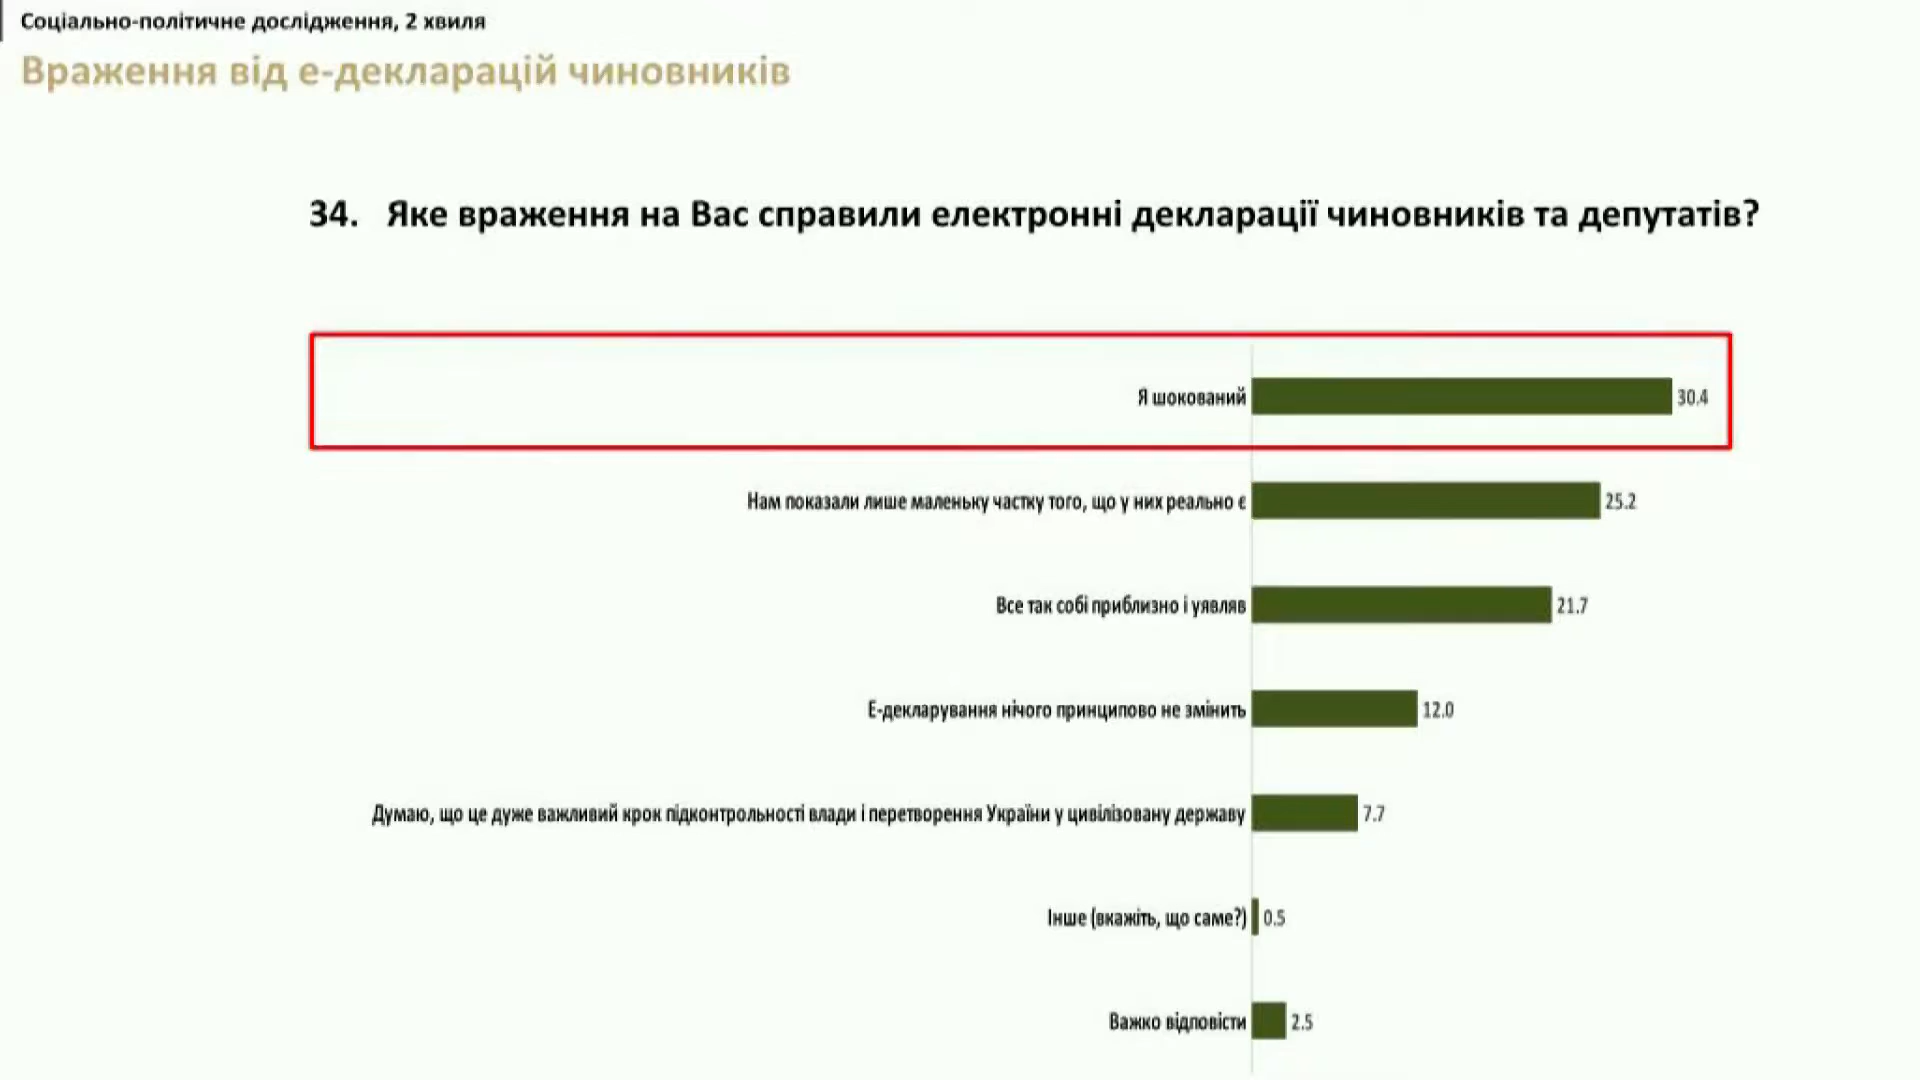 Соціально-політичне дослідження, 2 хвиля
Враження від е-декларацій чиновників
34. Яке враження на Вас справили електронні декларації чиновників та депутатів?
Я шокований 30.4
Нам показали лише маленьку частку того, що у них реально є 25.2
Все так собі приблизно і уявляв 21.7
Е-декларування нічого принципово не змінить 12.0
Думаю, що це дуже важливий крок підконтрольності влади і перетворення України у цивілізовану державу 7.7
Інше (вкажіть, що саме?) 0.5
Важко відповісти 2.5